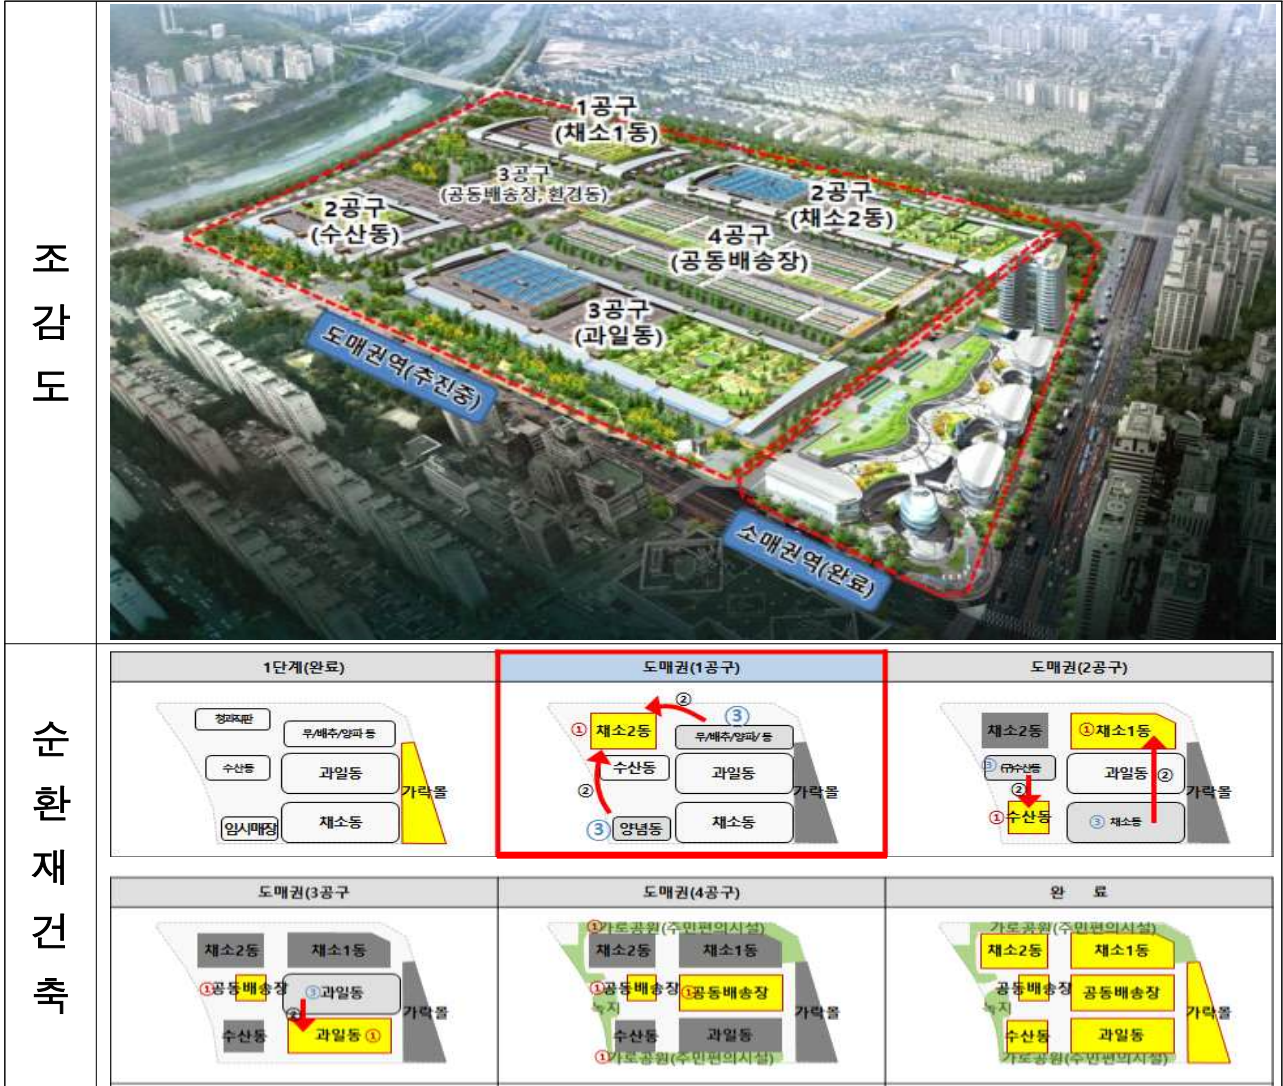 조감도
1공구
(채소1동)
3공구
(공동배송장, 환경동)
2공구
(수산동)
2공구
(채소2동)
4공구
(공동배송장)
3공구
(과일동)
도매권역(추진중)
소매권역(완료)
순환재건축
1단계(완료)
청과직판
무/배추/양파 등
수산동
과일동
가락몰
임시매장
채소동
도매권(1공구)
②
③
① 채소2동
무/배추/양파/ 등
수산동
과일동
②
가락몰
③ 양념동
채소동
도매권(2공구)
채소2동
①채소1동
③ (구)수산동
과일동 ②
②
가락몰
①수산동
③ 채소동
도매권(3공구
채소2동
채소1동
①공동배송장
③과일동
②
가락몰
수산동
과일동 ①
도매권(4공구)
①가로공원(주민편의시설)
채소2동
채소1동
①공동배송장
①공동배송장
녹지
가락몰
수산동
과일동
①가로공원(주민편의시설)
완 료
가로공원(주민편의시설)
채소2동
채소1동
공동배송장
공동배송장
녹지
가락몰
수산동
과일동
가로공원(주민편의시설)